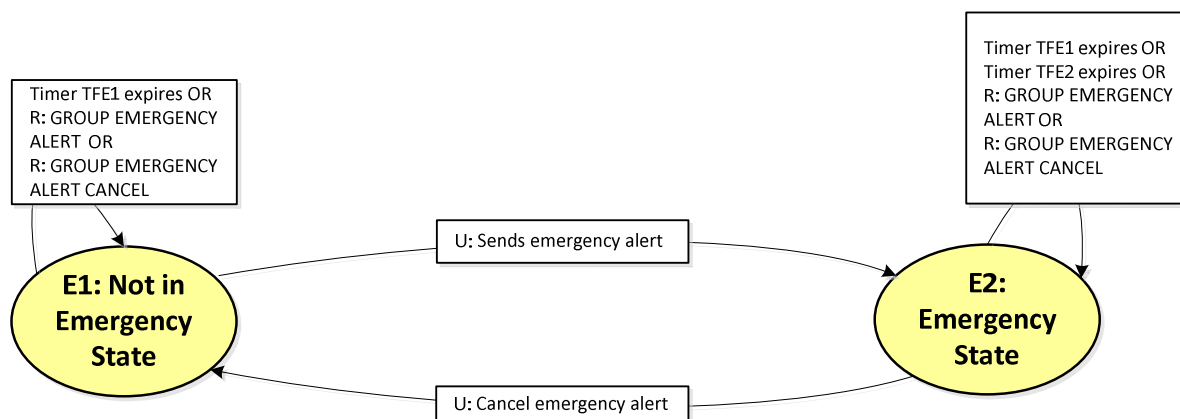 Timer TFE1 expires OR
R: GROUP EMERGENCY
ALERT OR
R: GROUP EMERGENCY
ALERT CANCEL
Timer TFE1 expires OR
Timer TFE2 expires OR
R: GROUP EMERGENCY
ALERT OR
R: GROUP EMERGENCY
ALERT CANCEL
U: Sends emergency alert
E1: Not in
Emergency
State
E2:
Emergency
State
U: Cancel emergency alert